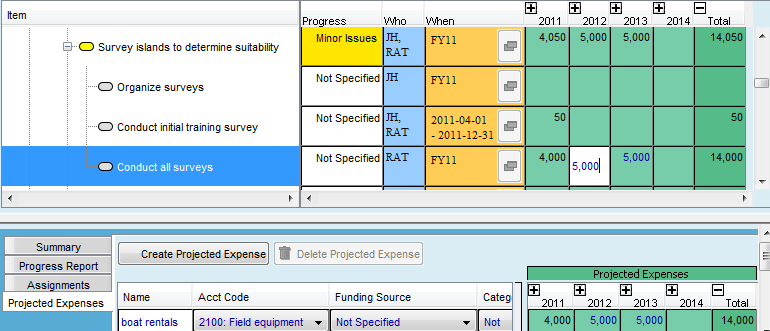 Item
Progress Who When 2011 2012 2013 2014 Total
Survey islands to determine suitability Minor Issues JH, RAT FY11 4,050 5,000 5,000 14,050
Organize surveys Not Specified JH FY11
Conduct initial training survey Not Specified JH, RAT 2011-04-01 - 2011-12-31 50 50
Conduct all surveys Not Specified RAT FY11 4,000 5,000 5,000 14,000
Summary
Progress Report
Assignments
Projected Expenses
Create Projected Expense Delete Projected Expense
Projected Expenses
Name Acct Code Funding Source Categ 2011 2012 2013 2014 Total
boat rentals 2100: Field equipment Not Specified Not 4,000 5,000 5,000 14,000